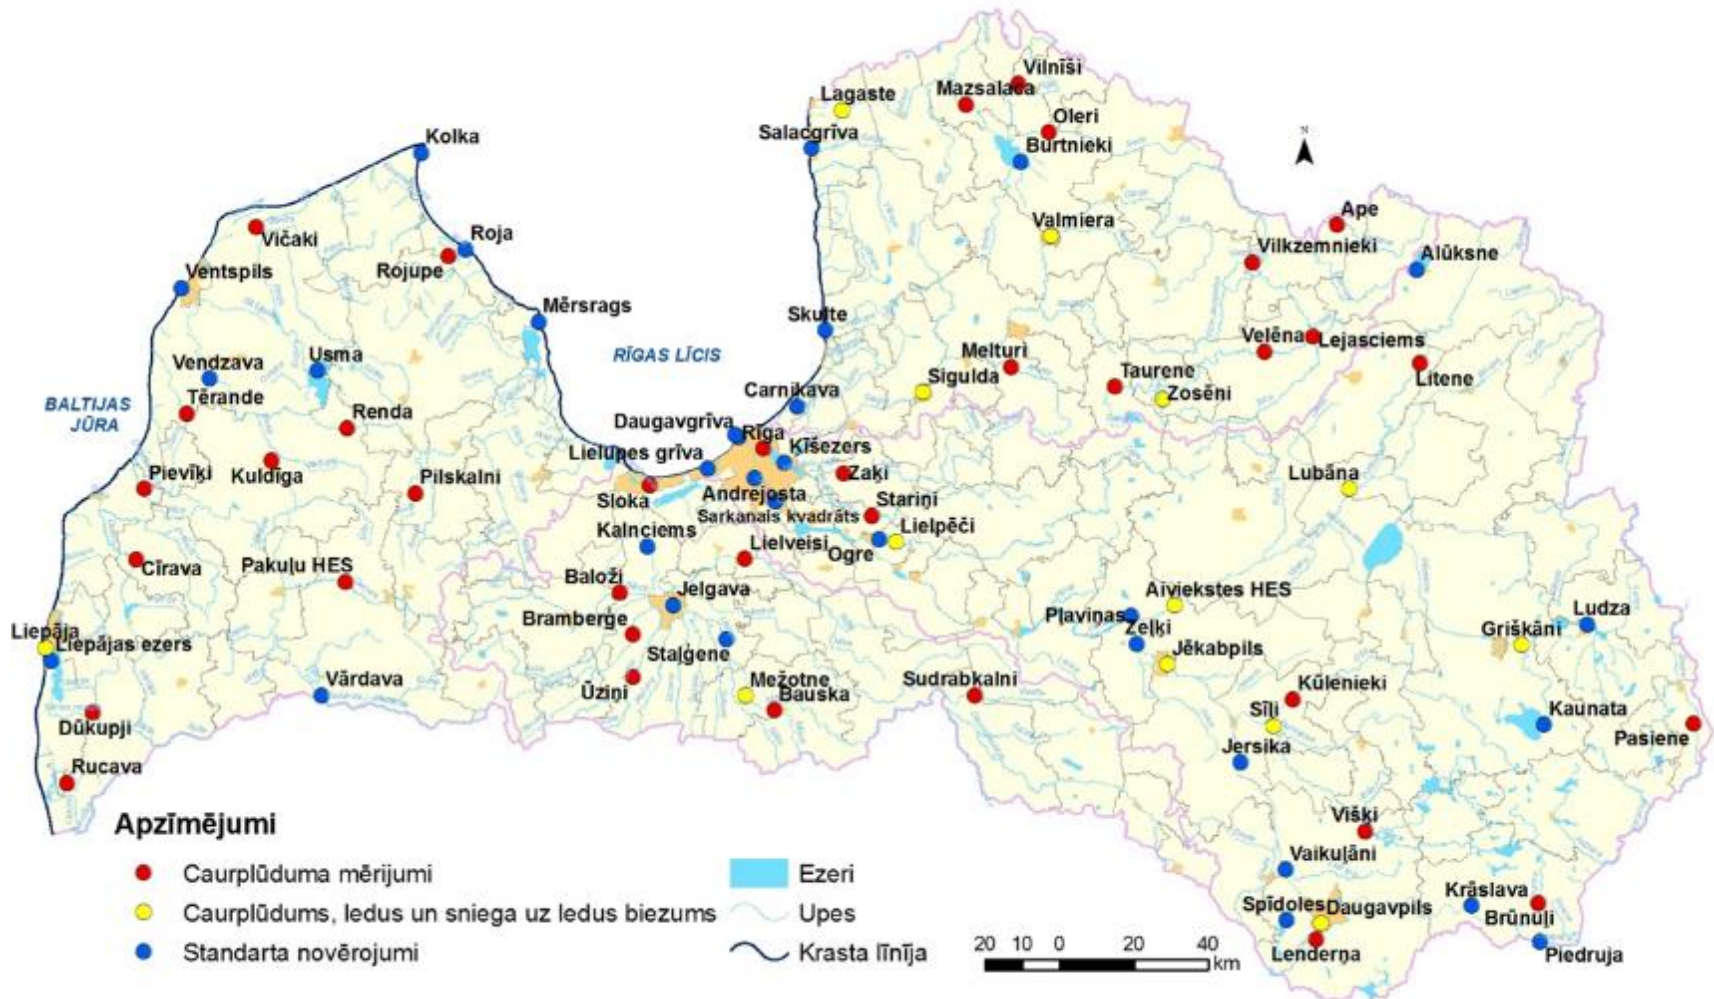 Vilnīši
Mazsalaca
Lagaste
Oleri
Salacgrīva
Burtnieki
Kolka
N
Valmiera
Ape
Vičaki
Roja
Rojupe
Vilkzemnieki
Alūksne
Ventspils
Mērsrags
Skulte
Velēna
Lejasciems
RĪGAS LĪCIS
Melturi
Vendzava
Usma
Sigulda
Taurene
Litene
Zosēni
Carnikava
BALTIJAS
JŪRA
Tērande
Renda
Daugavgrīva
Rīga
Ķīšezers
Lielupes grīva
Pievīķi
Kuldīga
Pilskalni
Zaķi
Lubāna
Sloka
Andrejosta
Stariņi
Sarkanais kvadrāts
Lielpēči
Kalnciems
Lielveisi
Ogre
Cīrava
Pakuļu HES
Baloži
Jelgava
Aiviekstes HES
Bramberģe
Pļaviņas
Zeļķi
Ludza
Griškāni
Liepāja
Liepājas ezers
Staļģene
Jēkabpils
Vārdava
Ūziņi
Mežotne
Bauska
Sudrabkalni
Kūlenieki
Sīļi
Kaunata
Dūkupji
Pasiene
Jersika
Rucava
Višķi
Apzīmējumi
Vaikuļāni
Caurplūduma mērījumi
Ezeri
Krāslava
Caurplūdums, ledus un sniega uz ledus biezums
Upes
Spīdoles
Daugavpils
Brūnuļi
Standarta novērojumi
Krasta līnija
20 10 0 20 40
km
Lenderņa
Piedruja